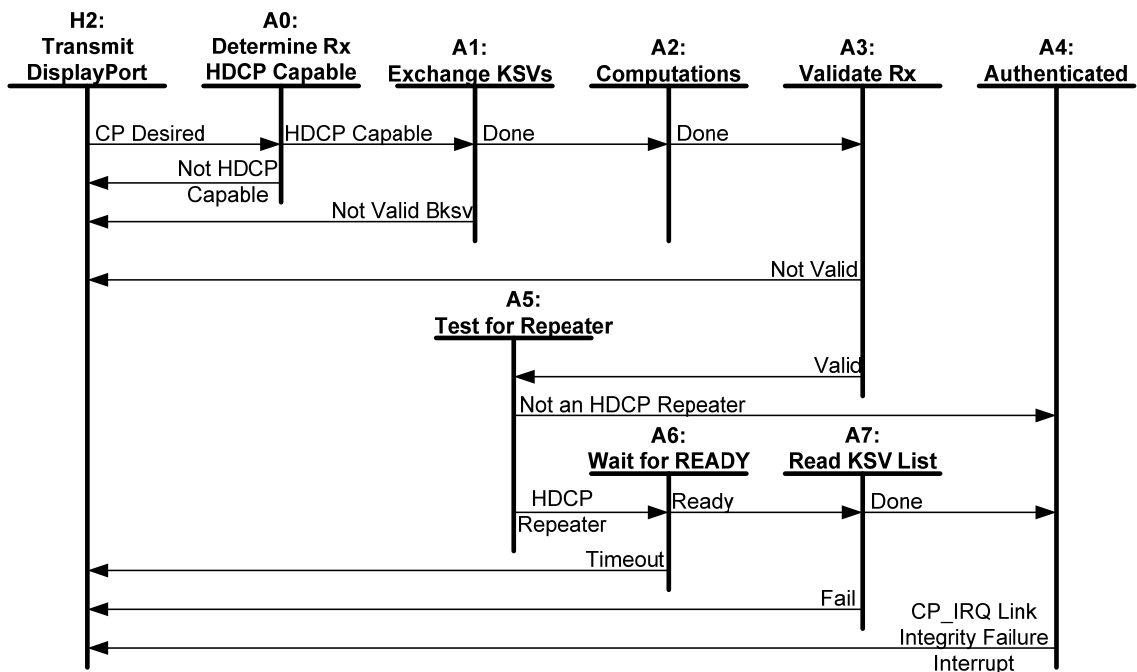 H2:
Transmit
DisplayPort
A0:
Determine Rx
HDCP Capable
A1:
Exchange KSVs
A2:
Computations
A3:
Validate Rx
A4:
Authenticated
CP Desired
HDCP Capable
Done
Done
Not HDCP
Capable
Not Valid Bksv
Not Valid
A5:
Test for Repeater
Valid
Not an HDCP Repeater
A6:
Wait for READY
A7:
Read KSV List
HDCP
Repeater
Ready
Done
Timeout
Fail
CP_IRQ Link
Integrity Failure
Interrupt